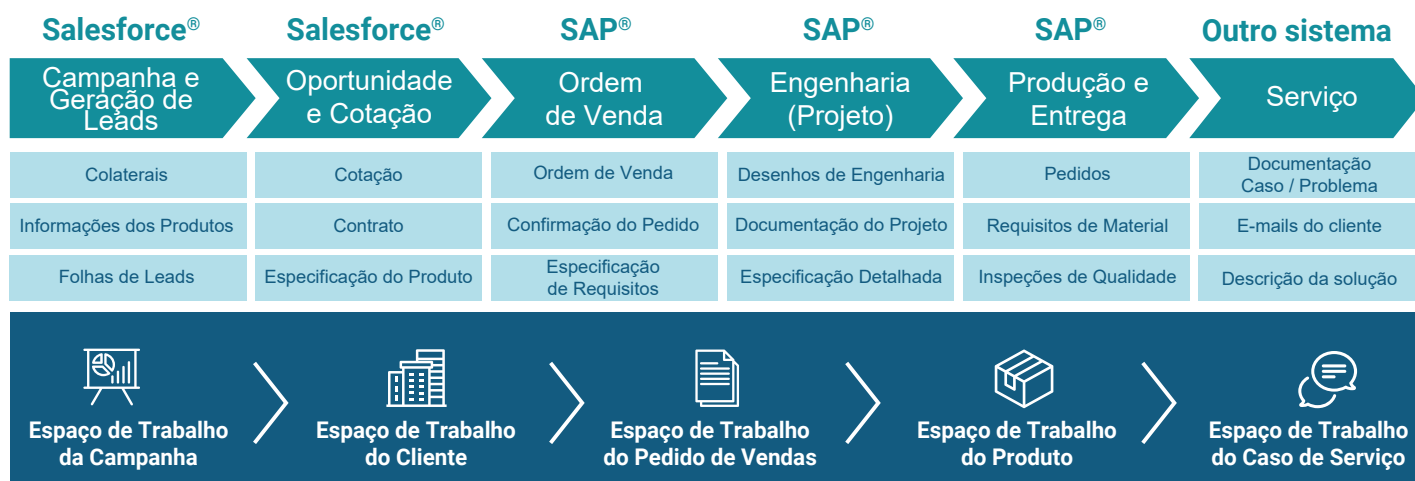 Salesforce®
Salesforce®
SAP®
SAP®
SAP®
Outro sistema
Campanha e
Geração de
Leads
Oportunidade
e Cotação
Ordem
de Venda
Engenharia
(Projeto)
Produção e
Entrega
Serviço
Colaterais
Cotação
Ordem de Venda
Desenhos de Engenharia
Pedidos
Documentação
Caso / Problema
Informações dos Produtos
Contrato
Confirmação do Pedido
Documentação do Projeto
Requisitos de Material
E-mails do cliente
Folhas de Leads
Especificação do Produto
Especificação
de Requisitos
Especificação Detalhada
Inspeções de Qualidade
Descrição da solução
Espaço de Trabalho
da Campanha
Espaço de Trabalho
do Cliente
Espaço de Trabalho
do Pedido de Vendas
Espaço de Trabalho
do Produto
Espaço de Trabalho
do Caso de Serviço